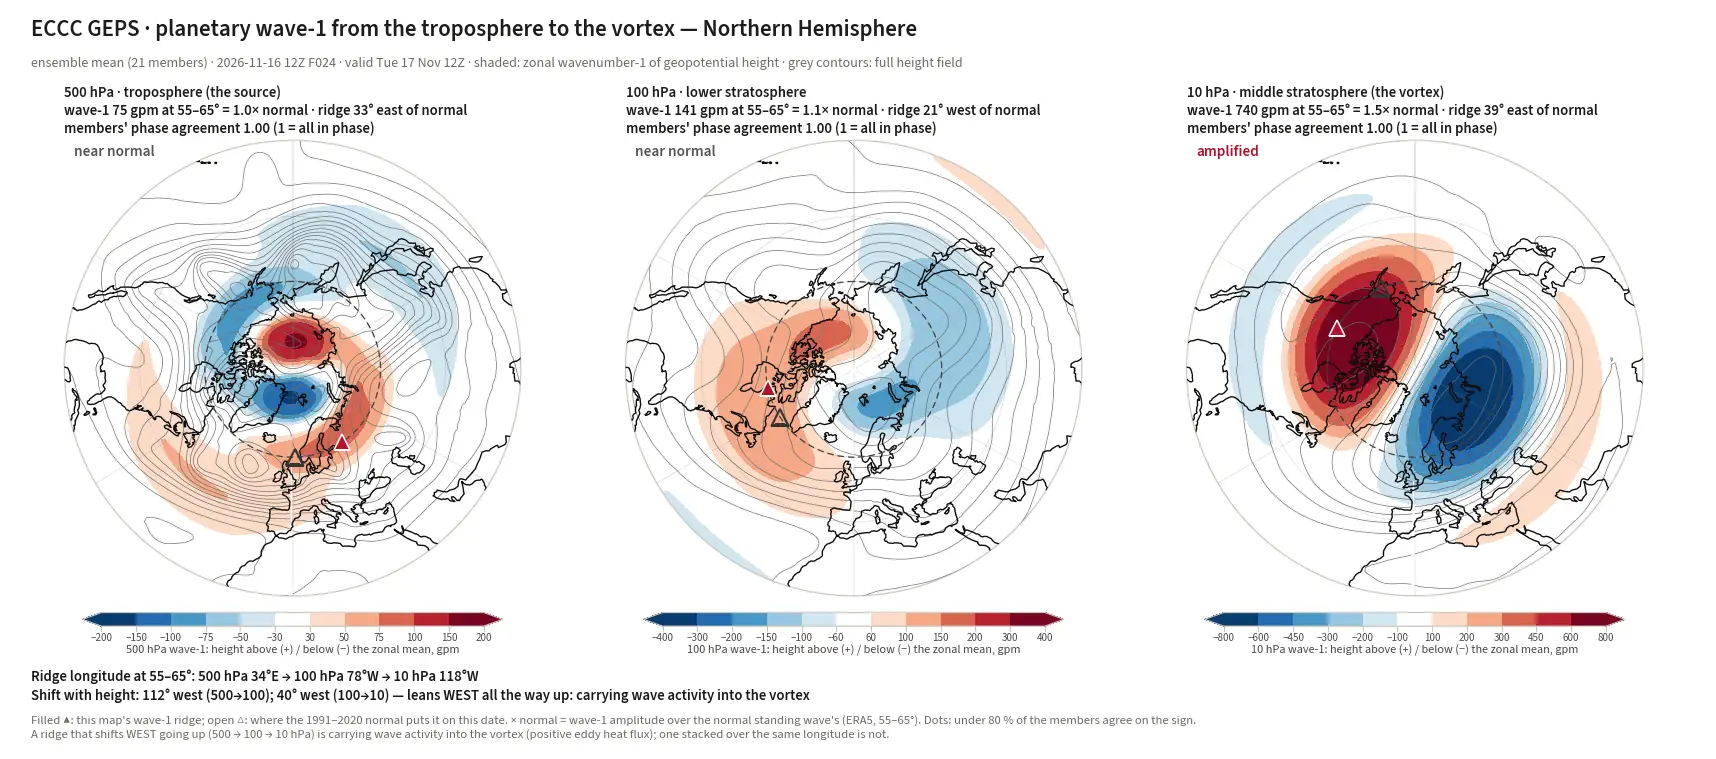 ECCC GEPS · planetary wave-1 from the troposphere to the vortex — Northern Hemisphere
ensemble mean (21 members) · 2026-11-16 12Z F024 · valid Tue 17 Nov 12Z · shaded: zonal wavenumber-1 of geopotential height · grey contours: full height field
500 hPa · troposphere (the source)
wave-1 75 gpm at 55–65° = 1.0× normal · ridge 33° east of normal
members' phase agreement 1.00 (1 = all in phase)
near normal
100 hPa · lower stratosphere
wave-1 141 gpm at 55–65° = 1.1× normal · ridge 21° west of normal
members' phase agreement 1.00 (1 = all in phase)
near normal
10 hPa · middle stratosphere (the vortex)
wave-1 740 gpm at 55–65° = 1.5× normal · ridge 39° east of normal
members' phase agreement 1.00 (1 = all in phase)
amplified
−200 −150 −100 −75 −50 −30 30 50 75 100 150 200
500 hPa wave-1: height above (+) / below (−) the zonal mean, gpm
−400 −300 −200 −150 −100 −60 60 100 150 200 300 400
100 hPa wave-1: height above (+) / below (−) the zonal mean, gpm
−800 −600 −450 −300 −200 −100 100 200 300 450 600 800
10 hPa wave-1: height above (+) / below (−) the zonal mean, gpm
Ridge longitude at 55–65°: 500 hPa 34°E → 100 hPa 78°W → 10 hPa 118°W
Shift with height: 112° west (500→100); 40° west (100→10) — leans WEST all the way up: carrying wave activity into the vortex
Filled ▲: this map's wave-1 ridge; open △: where the 1991–2020 normal puts it on this date. × normal = wave-1 amplitude over the normal standing wave's (ERA5, 55–65°). Dots: under 80 % of the members agree on the sign.
A ridge that shifts WEST going up (500 → 100 → 10 hPa) is carrying wave activity into the vortex (positive eddy heat flux); one stacked over the same longitude is not.